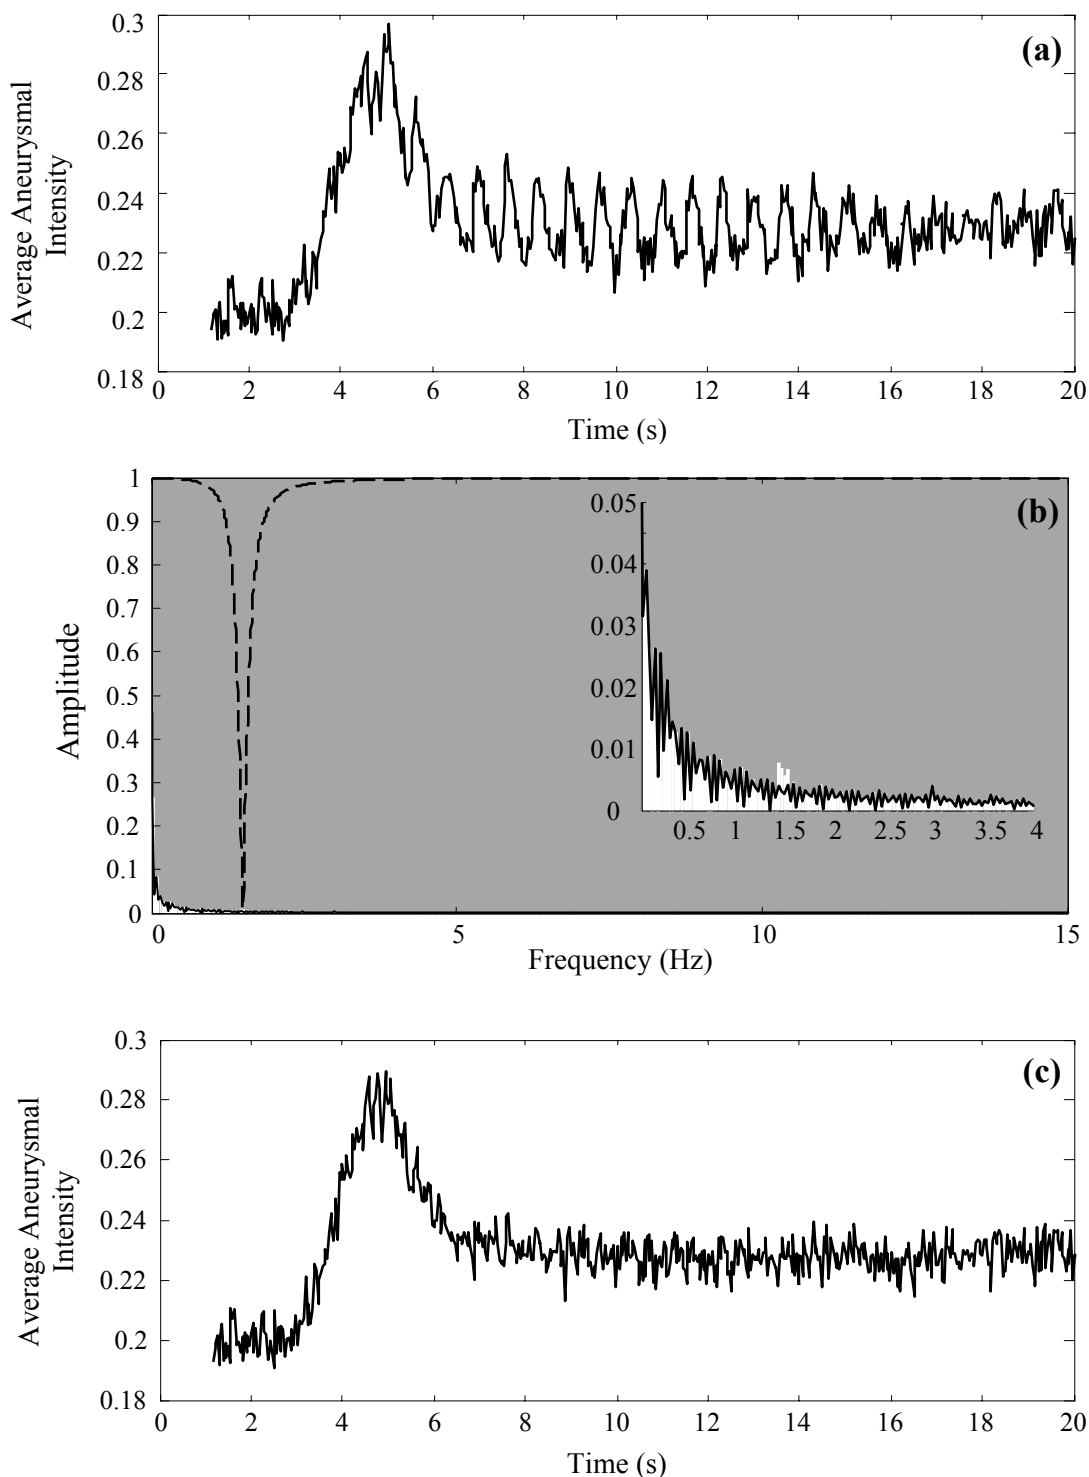 (a)
Average Aneurysmal
Intensity
0.3
0.28
0.26
0.24
0.22
0.2
0.18
0 2 4 6 8 10 12 14 16 18 20
Time (s)
(b)
Amplitude
1
0.9
0.8
0.7
0.6
0.5
0.4
0.3
0.2
0.1
0
0.05
0.04
0.03
0.02
0.01
0
0.5 1 1.5 2 2.5 3 3.5 4
0 5 10 15
Frequency (Hz)
(c)
Average Aneurysmal
Intensity
0.3
0.28
0.26
0.24
0.22
0.2
0.18
0 2 4 6 8 10 12 14 16 18 20
Time (s)